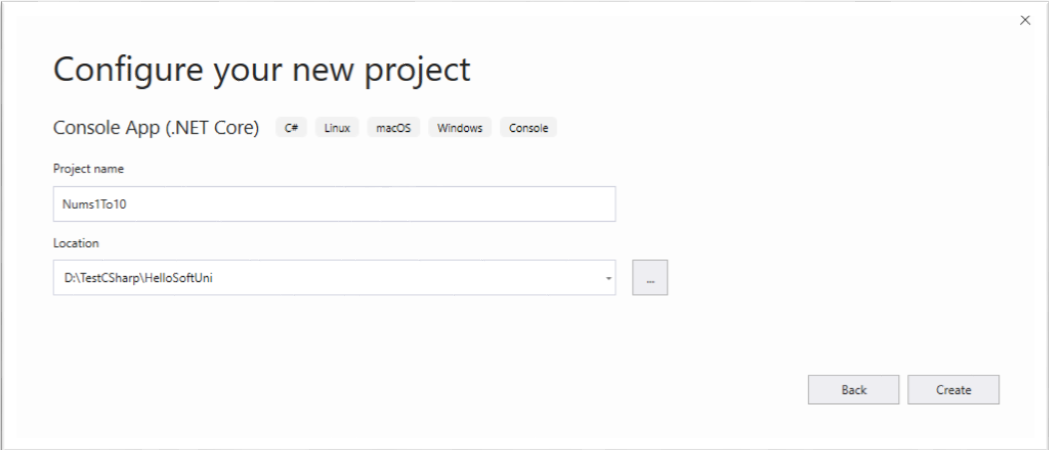 Configure your new project
Console App (.NET Core) C# Linux macOS Windows Console
Project name
Nums1To10
Location
D:\TestCSharp\HelloSoftUni
...
Back Create